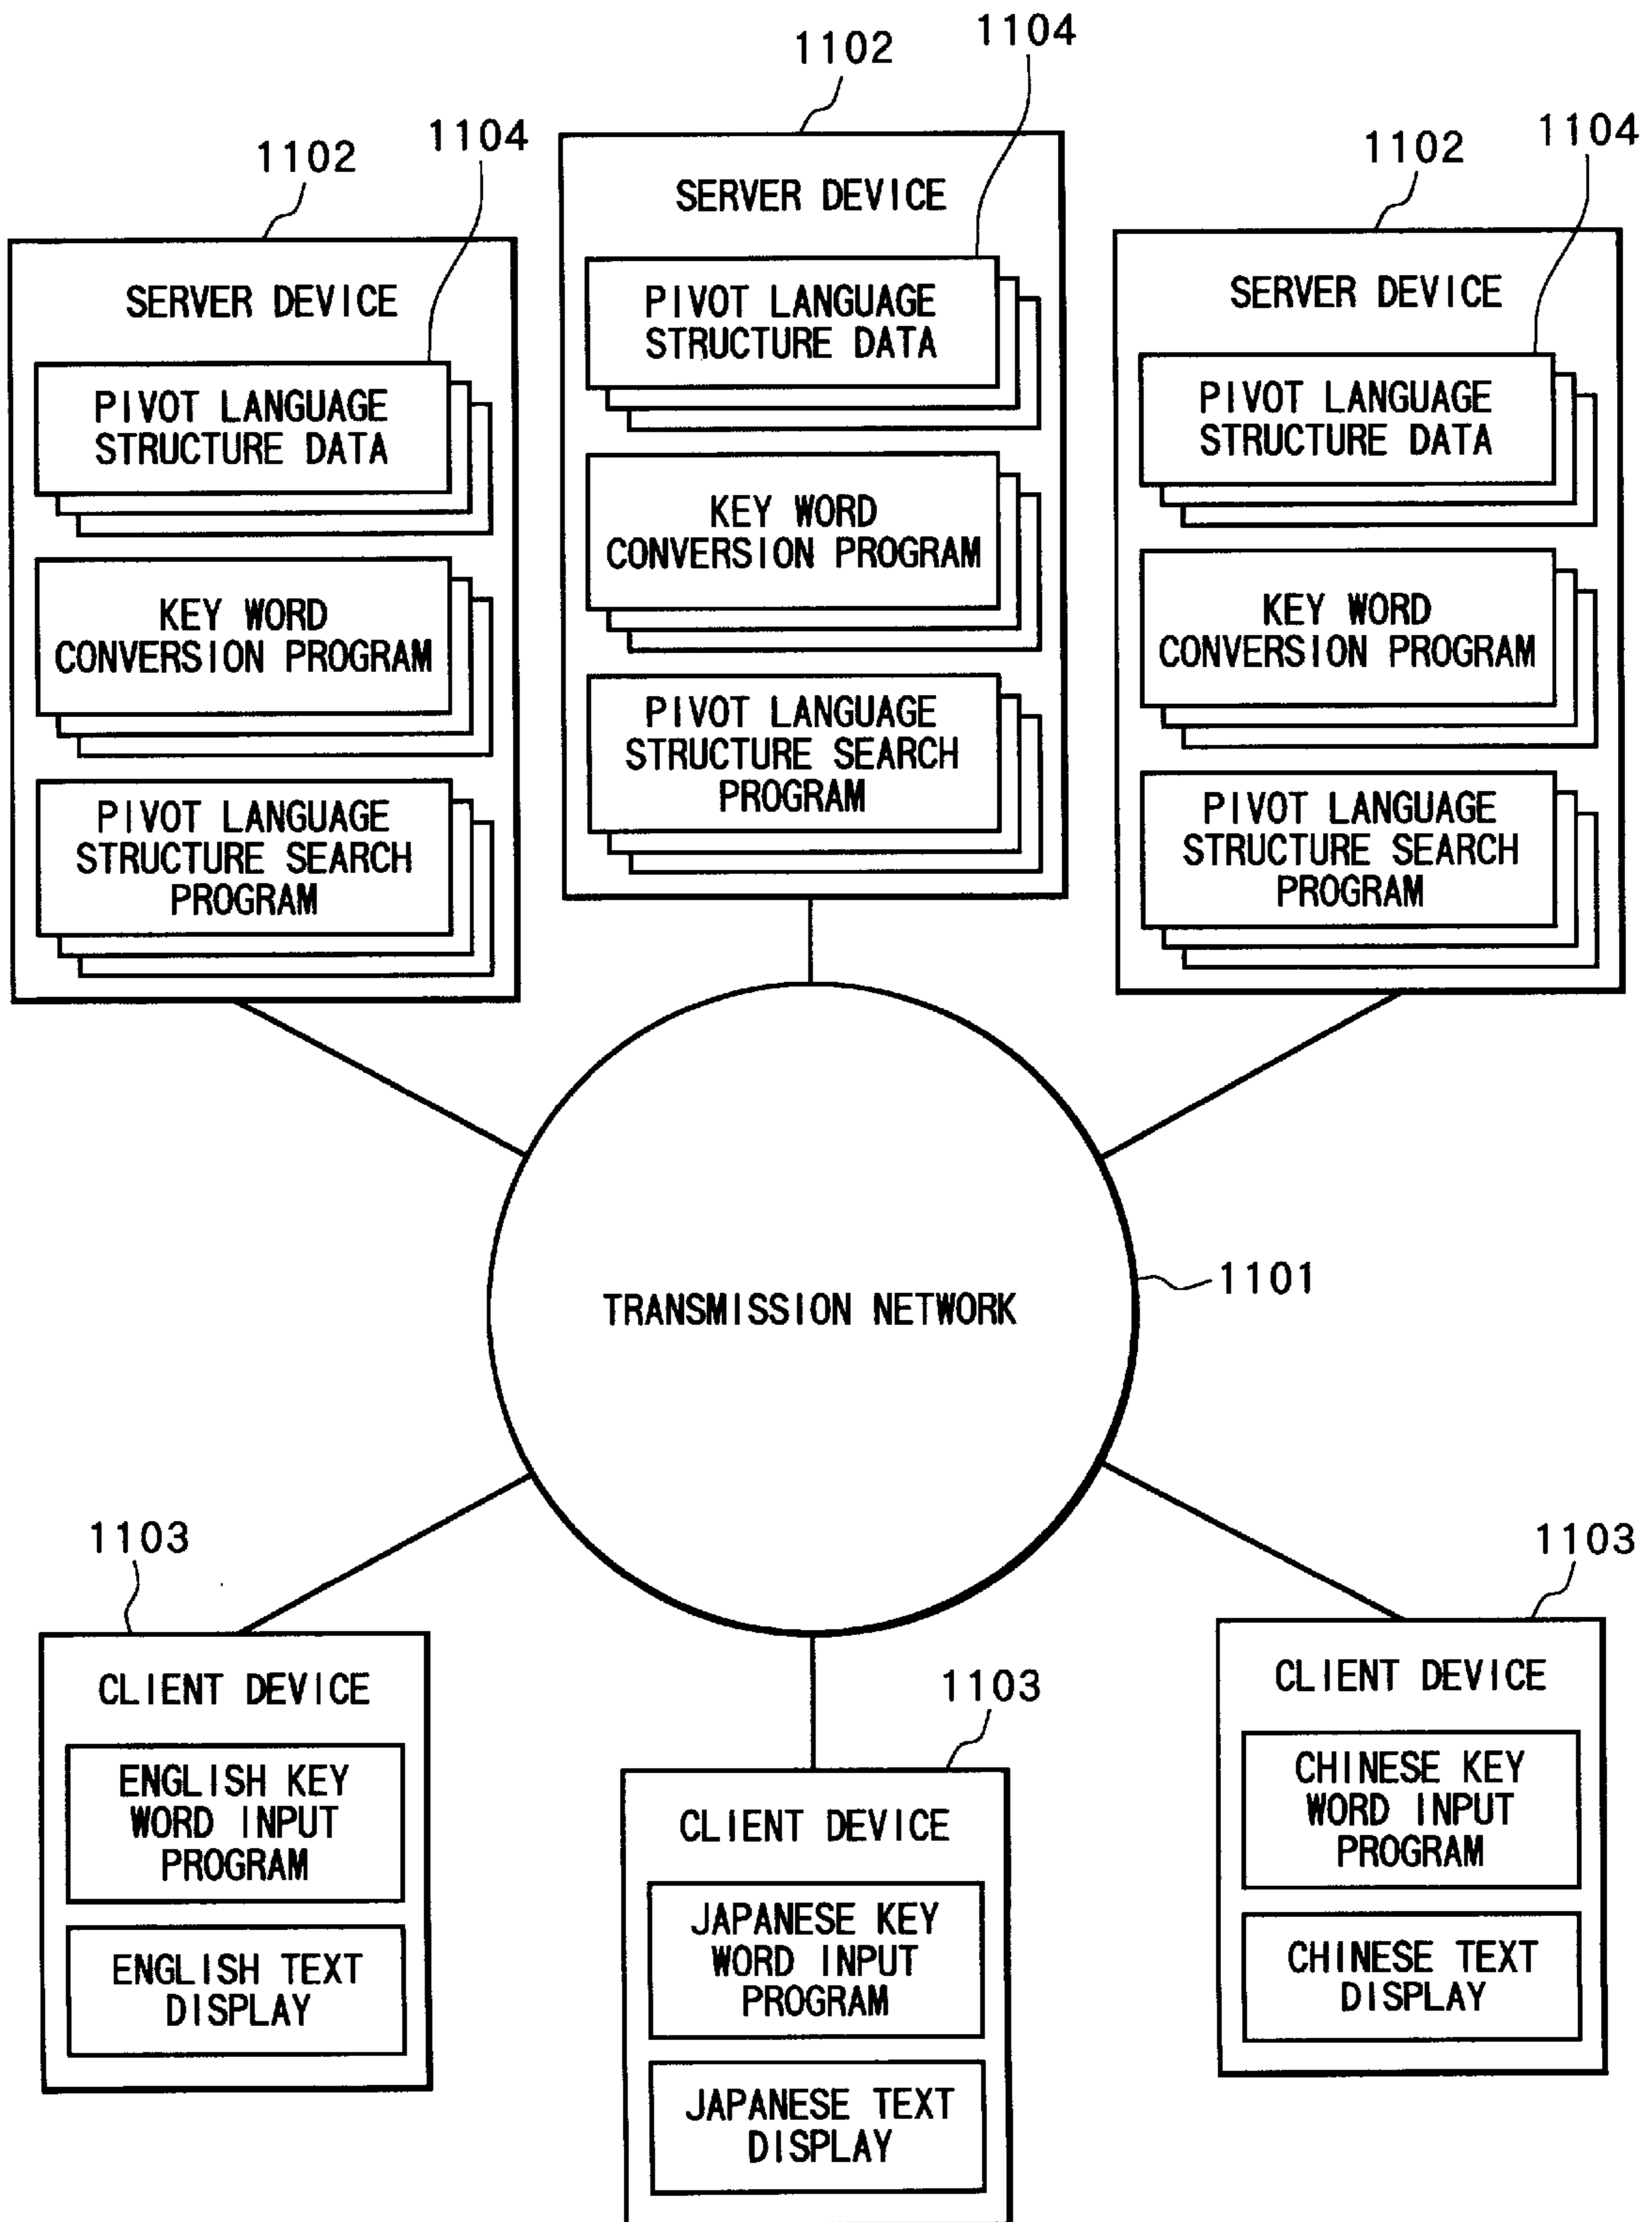 1102
1104
SERVER DEVICE
PIVOT LANGUAGE
STRUCTURE DATA
KEY WORD
CONVERSION PROGRAM
PIVOT LANGUAGE
STRUCTURE SEARCH
PROGRAM
1102
1104
SERVER DEVICE
PIVOT LANGUAGE
STRUCTURE DATA
KEY WORD
CONVERSION PROGRAM
PIVOT LANGUAGE
STRUCTURE SEARCH
PROGRAM
1102
1104
SERVER DEVICE
PIVOT LANGUAGE
STRUCTURE DATA
KEY WORD
CONVERSION PROGRAM
PIVOT LANGUAGE
STRUCTURE SEARCH
PROGRAM
TRANSMISSION NETWORK
1101
1103
CLIENT DEVICE
ENGLISH KEY
WORD INPUT
PROGRAM
ENGLISH TEXT
DISPLAY
1103
CLIENT DEVICE
JAPANESE KEY
WORD INPUT
PROGRAM
JAPANESE TEXT
DISPLAY
1103
CLIENT DEVICE
CHINESE KEY
WORD INPUT
PROGRAM
CHINESE TEXT
DISPLAY